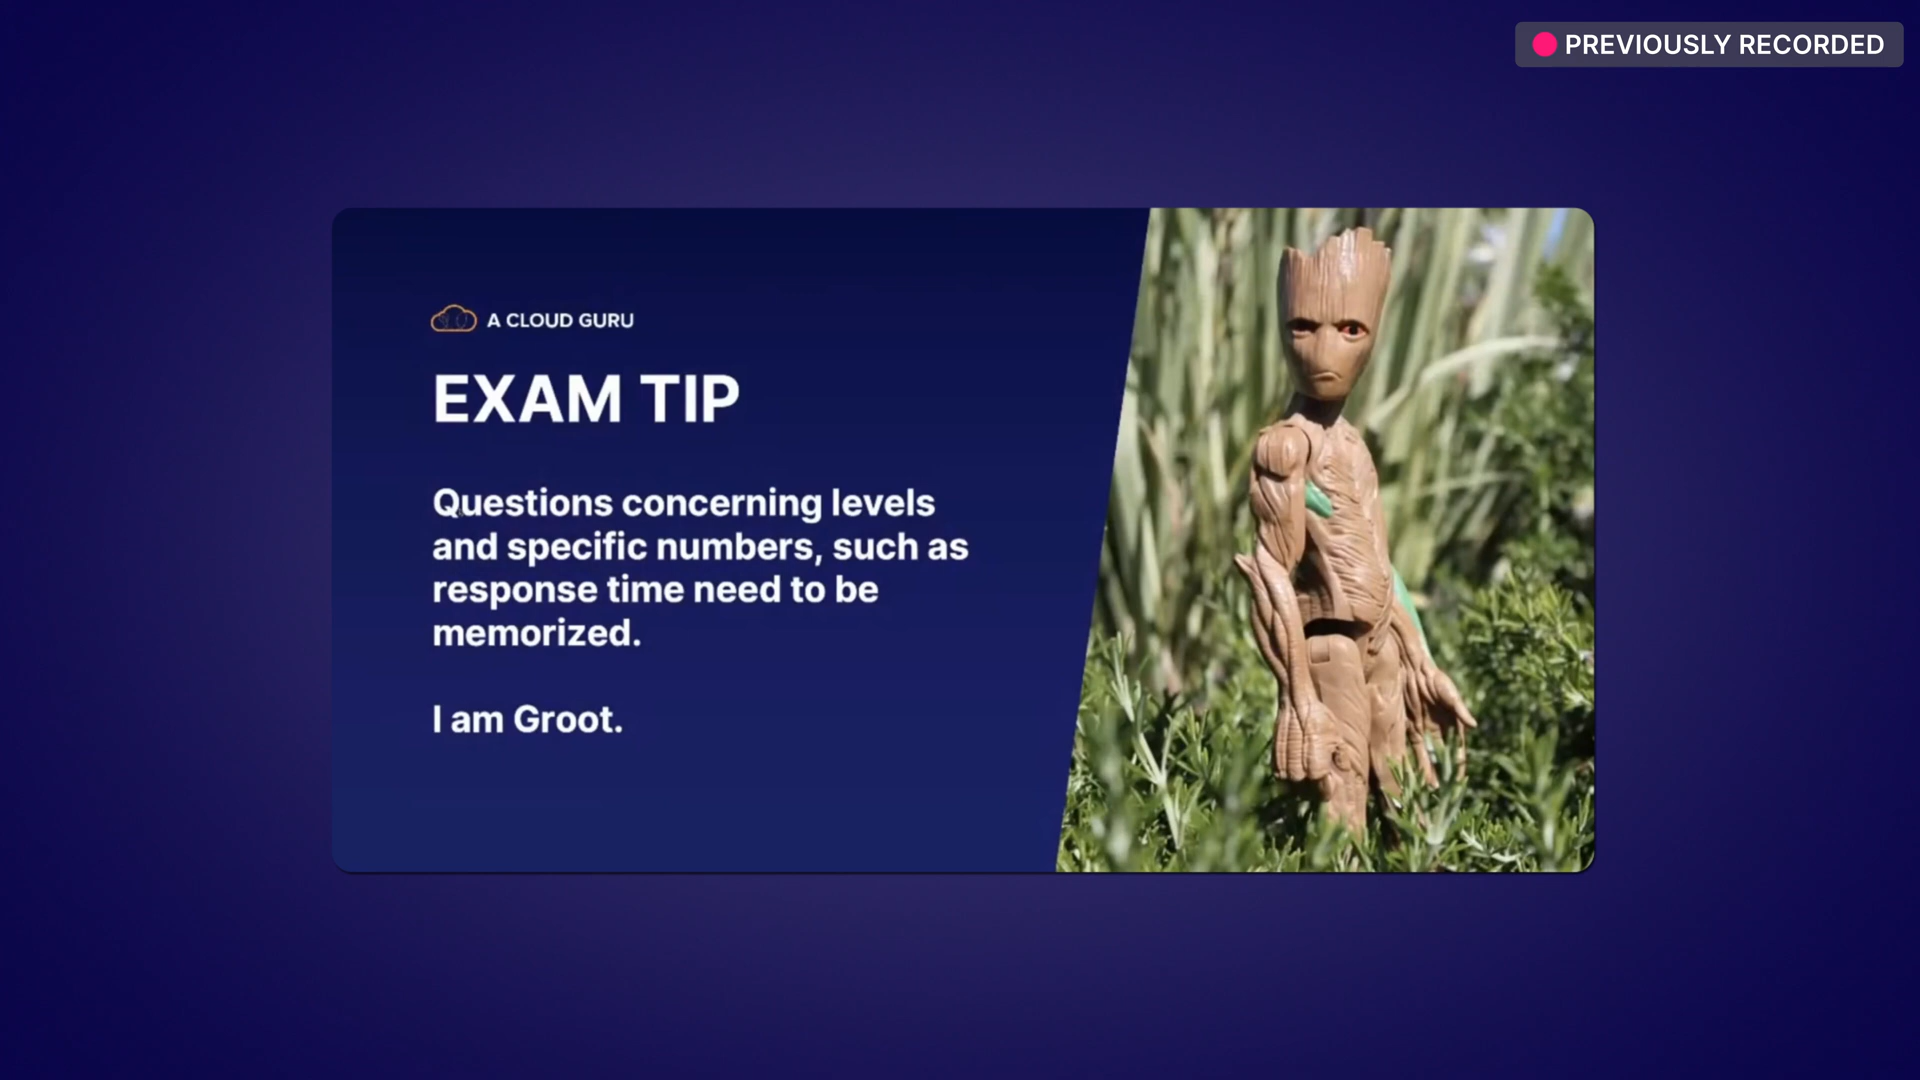 PREVIOUSLY RECORDED
A CLOUD GURU
EXAM TIP
Questions concerning levels
and specific numbers, such as
response time need to be
memorized.
I am Groot.